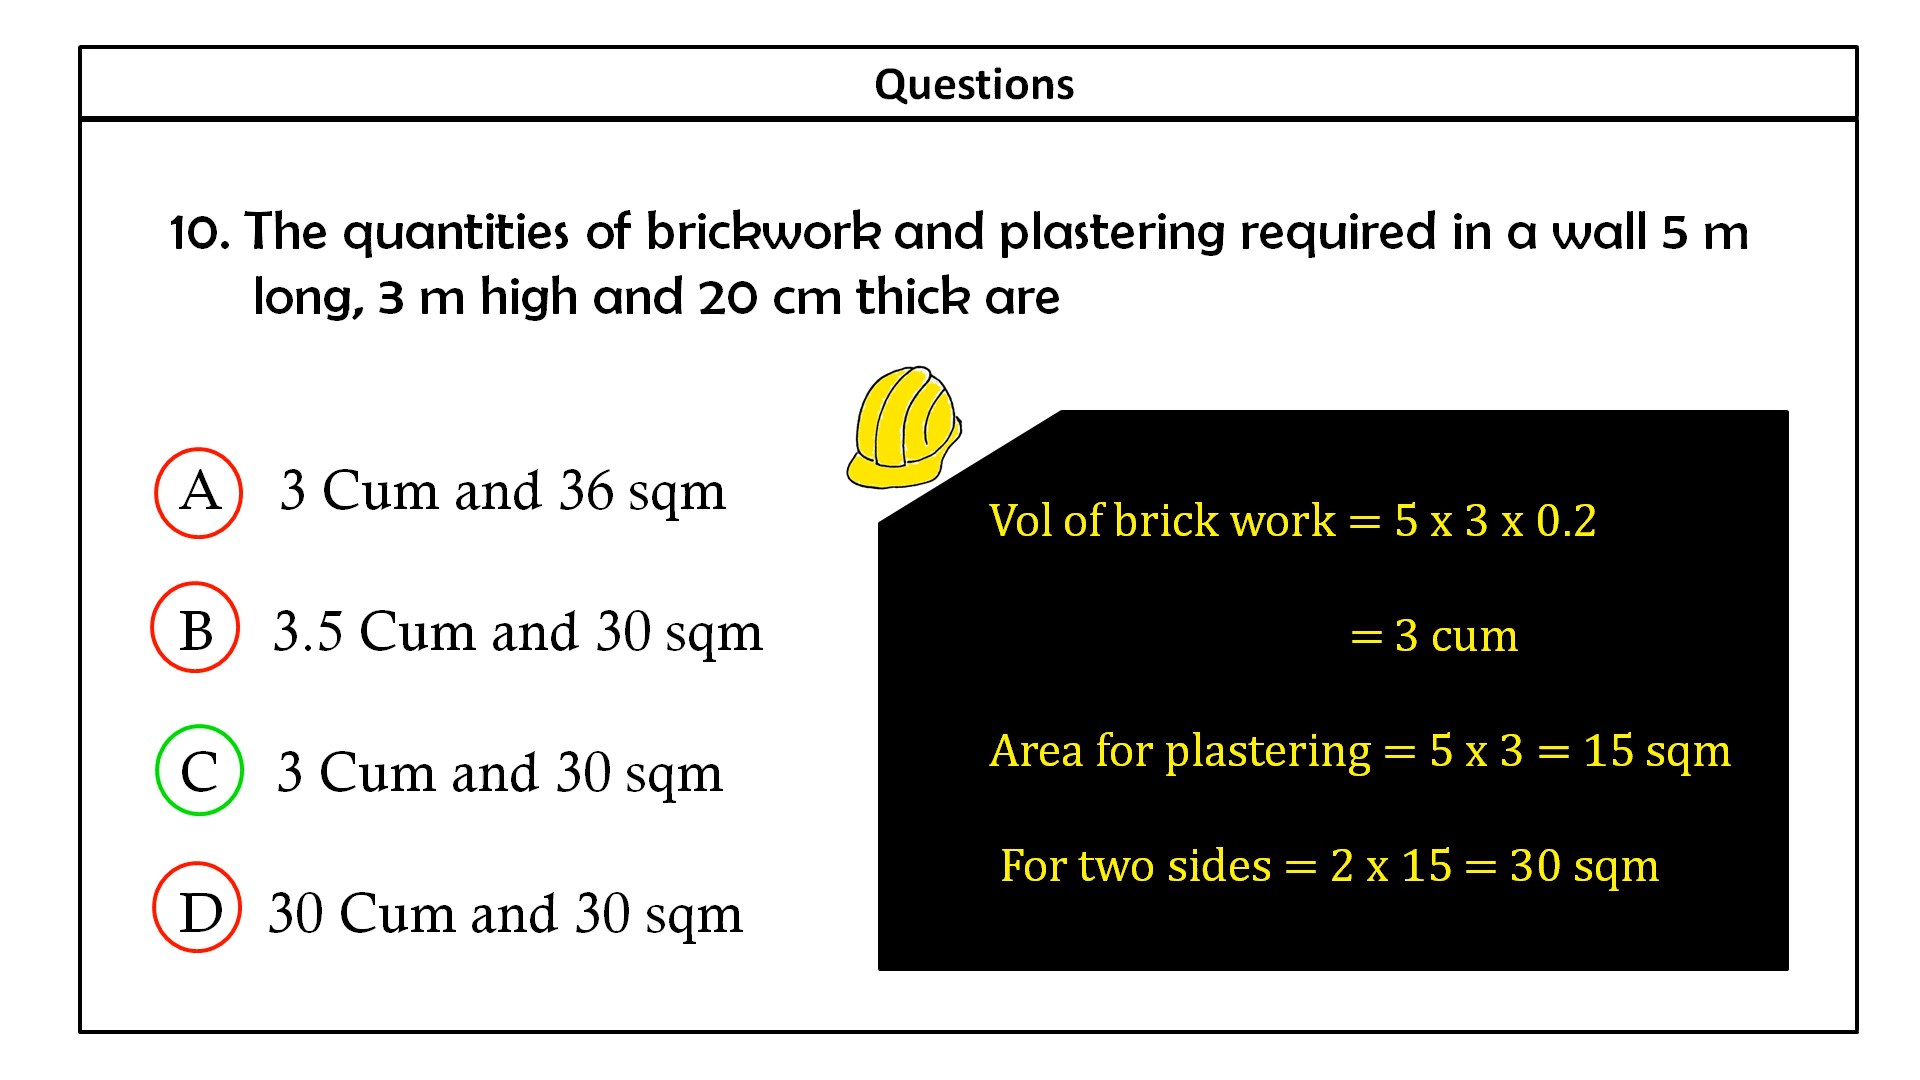 Questions
10. The quantities of brickwork and plastering required in a wall 5 m
long, 3 m high and 20 cm thick are
A 3 Cum and 36 sqm
B 3.5 Cum and 30 sqm
C 3 Cum and 30 sqm
D 30 Cum and 30 sqm
Vol of brick work = 5 x 3 x 0.2
= 3 cum
Area for plastering = 5 x 3 = 15 sqm
For two sides = 2 x 15 = 30 sqm